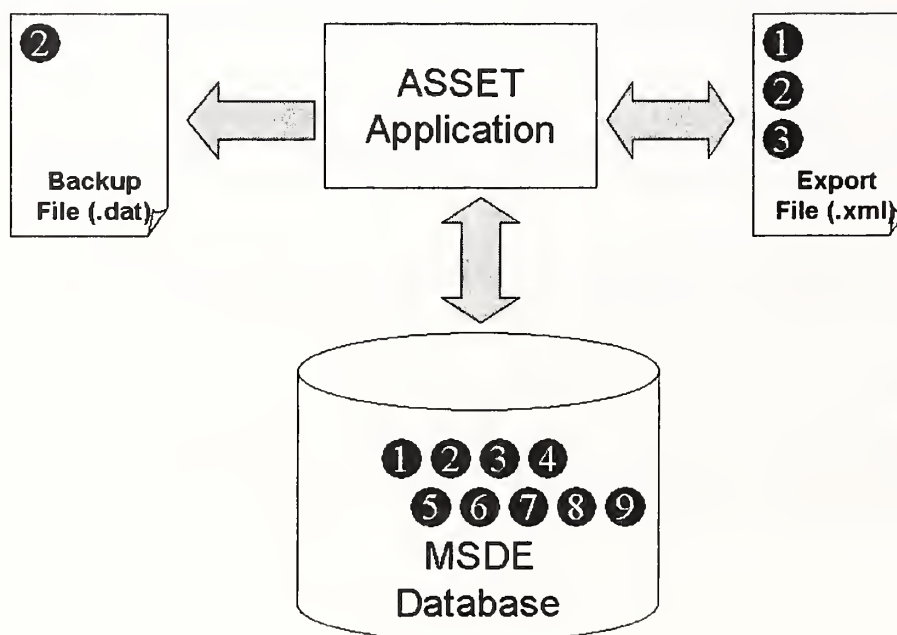 2
Backup
File (.dat)
ASSET
Application
1
2
3
Export
File (.xml)
1 2 3 4
5 6 7 8 9
MSDE
Database